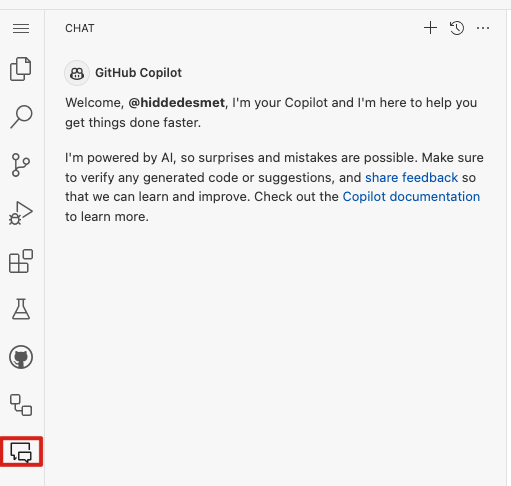 CHAT
GitHub Copilot
Welcome, @hiddedesmet, I'm your Copilot and I'm here to help you
get things done faster.
I'm powered by AI, so surprises and mistakes are possible. Make sure
to verify any generated code or suggestions, and share feedback so
that we can learn and improve. Check out the Copilot documentation
to learn more.